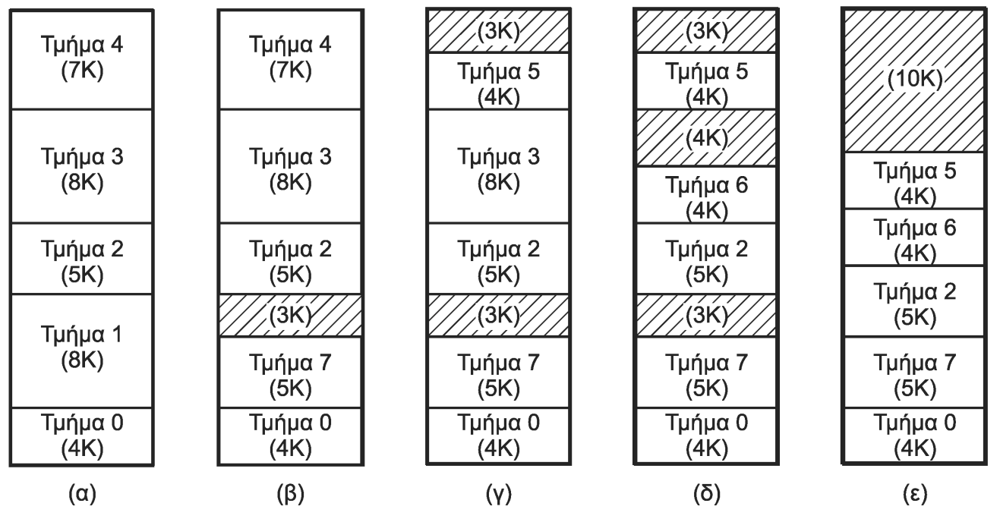 Τμήμα 4
(7K)
Τμήμα 3
(8K)
Τμήμα 2
(5K)
Τμήμα 1
(8K)
Τμήμα 0
(4K)
(α)
Τμήμα 4
(7K)
Τμήμα 3
(8K)
Τμήμα 2
(5K)
(3K)
Τμήμα 7
(5K)
Τμήμα 0
(4K)
(β)
(3K)
Τμήμα 5
(4K)
Τμήμα 3
(8K)
Τμήμα 2
(5K)
(3K)
Τμήμα 7
(5K)
Τμήμα 0
(4K)
(γ)
(3K)
Τμήμα 5
(4K)
(4K)
Τμήμα 6
(4K)
Τμήμα 2
(5K)
(3K)
Τμήμα 7
(5K)
Τμήμα 0
(4K)
(δ)
(10K)
Τμήμα 5
(4K)
Τμήμα 6
(4K)
Τμήμα 2
(5K)
Τμήμα 7
(5K)
Τμήμα 0
(4K)
(ε)